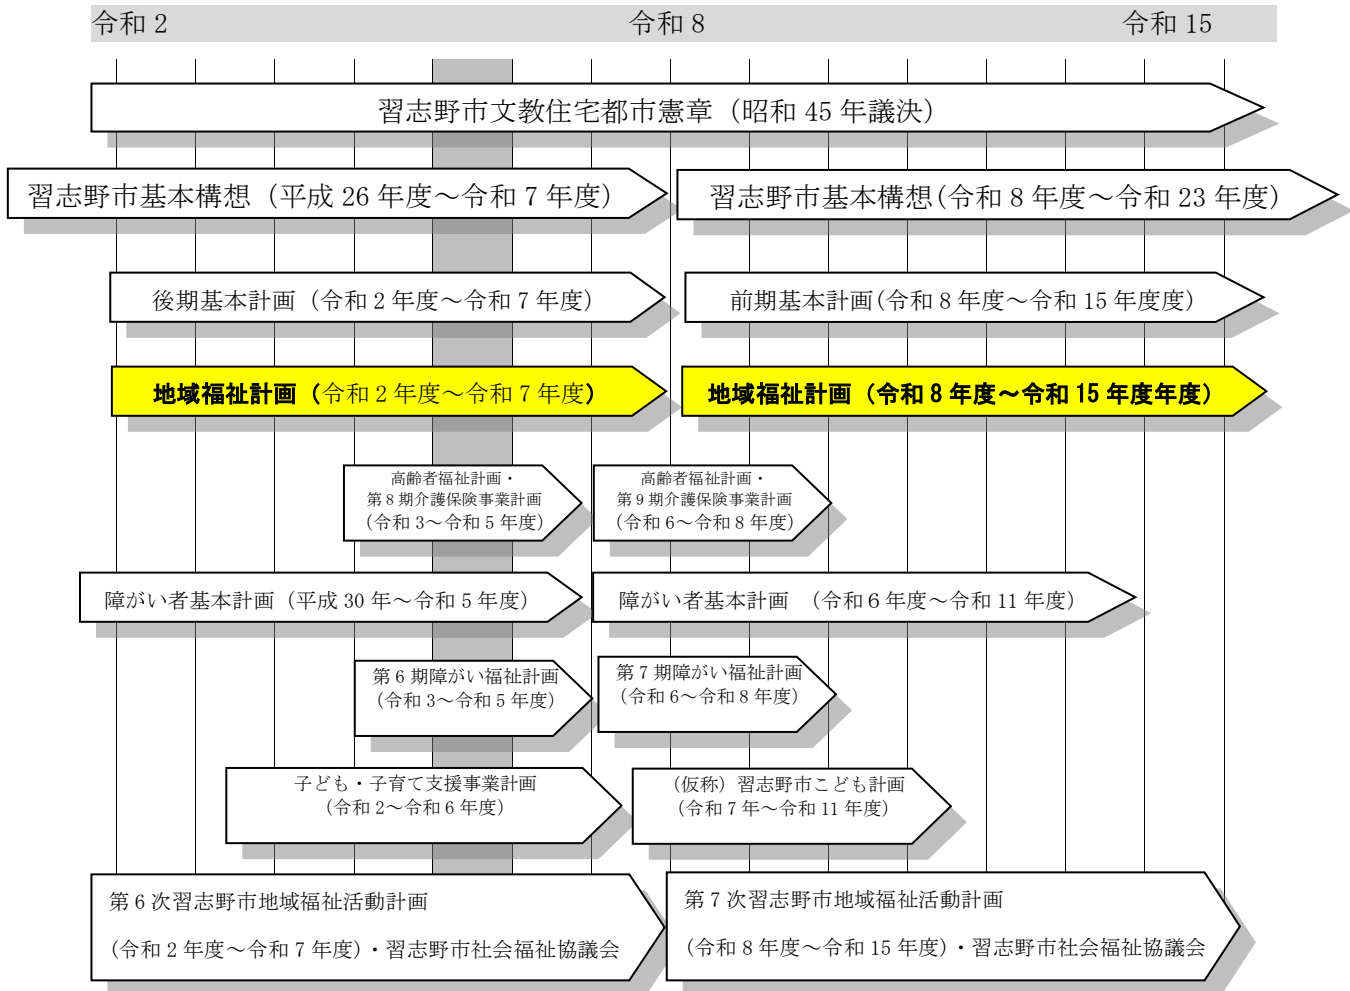 令和 2
令和 8
令和 15
習志野市文教住宅都市憲章（昭和 45 年議決）
習志野市基本構想（平成 26 年度～令和 7 年度）
習志野市基本構想(令和 8 年度～令和 23 年度）
後期基本計画（令和 2 年度～令和 7 年度）
前期基本計画(令和 8 年度～令和 15 年度度）
地域福祉計画（令和 2 年度～令和 7 年度）
地域福祉計画（令和 8 年度～令和 15 年度年度）
高齢者福祉計画・
第 8 期介護保険事業計画
（令和 3～令和 5 年度）
高齢者福祉計画・
第 9 期介護保険事業計画
（令和 6～令和 8 年度）
障がい者基本計画（平成 30 年～令和 5 年度）
障がい者基本計画　（令和６年度～令和 11 年度）
第 6 期障がい福祉計画
（令和 3～令和 5 年度）
第 7 期障がい福祉計画
（令和 6～令和 8 年度）
子ども・子育て支援事業計画
（令和 2～令和 6 年度）
（仮称）習志野市こども計画
（令和 7 年～令和 11 年度）
第 6 次習志野市地域福祉活動計画
(令和 2 年度～令和 7 年度）・習志野市社会福祉協議会
第 7 次習志野市地域福祉活動計画
(令和 8 年度～令和 15 年度）・習志野市社会福祉協議会